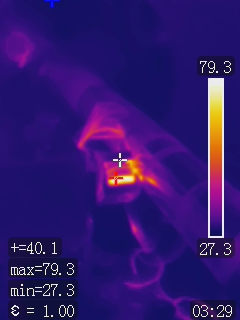 79.3
27.3
+=40.1
max=79.3
min=27.3
ε = 1.00
03:29